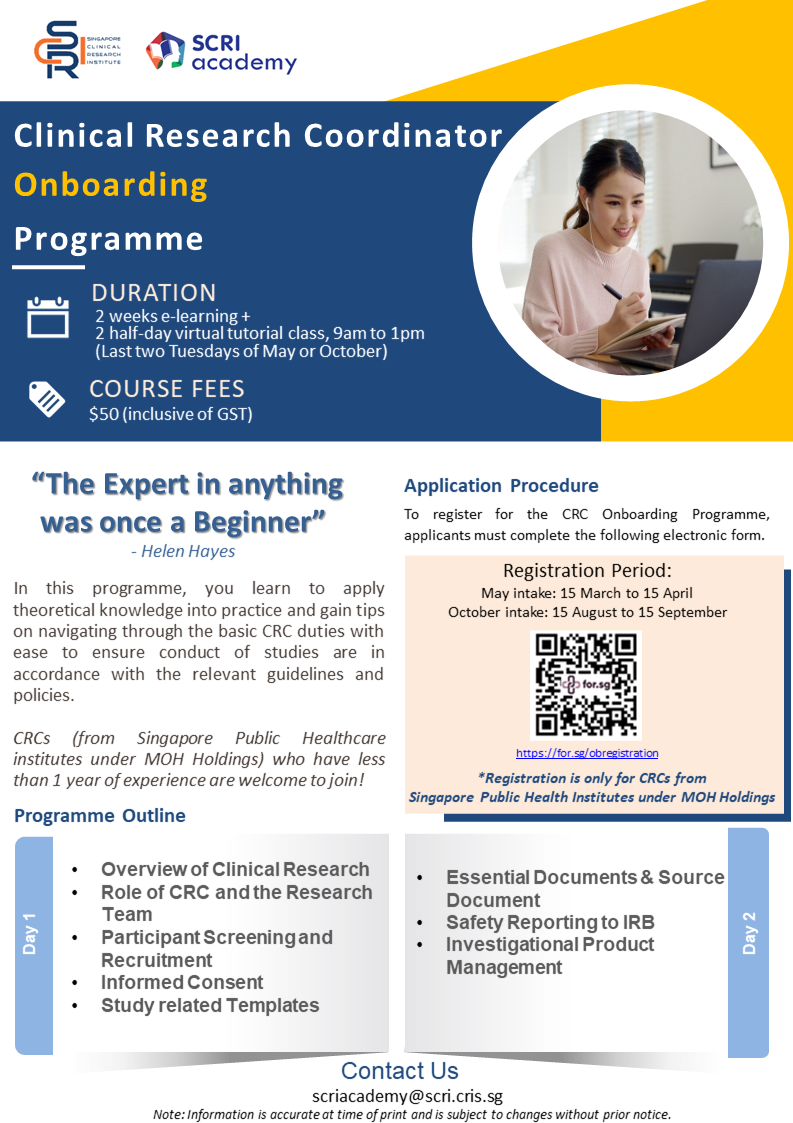 SINGAPORE
CLINICAL
RESEARCH
INSTITUTE
SCRI
academy
Clinical Research Coordinator
Onboarding
Programme
DURATION
2 weeks e-learning +
2 half-day virtual tutorial class, 9am to 1pm
(Last two Tuesdays of May or October)
COURSE FEES
$50 (inclusive of GST)
“The Expert in anything
was once a Beginner”
- Helen Hayes
In this programme, you learn to apply
theoretical knowledge into practice and gain tips
on navigating through the basic CRC duties with
ease to ensure conduct of studies are in
accordance with the relevant guidelines and
policies.
CRCs (from Singapore Public Healthcare
institutes under MOH Holdings) who have less
than 1 year of experience are welcome to join!
Application Procedure
To register for the CRC Onboarding Programme,
applicants must complete the following electronic form.
Registration Period:
May intake: 15 March to 15 April
October intake: 15 August to 15 September
for.sg
https://for.sg/obregistration
*Registration is only for CRCs from
Singapore Public Health Institutes under MOH Holdings
Programme Outline
Day 1
• Overview of Clinical Research
• Role of CRC and the Research
Team
• Participant Screening and
Recruitment
• Informed Consent
• Study related Templates
• Essential Documents & Source
Document
• Safety Reporting to IRB
• Investigational Product
Management
Day 2
Contact Us
scriacademy@scri.cris.sg
Note: Information is accurate at time of print and is subject to changes without prior notice.